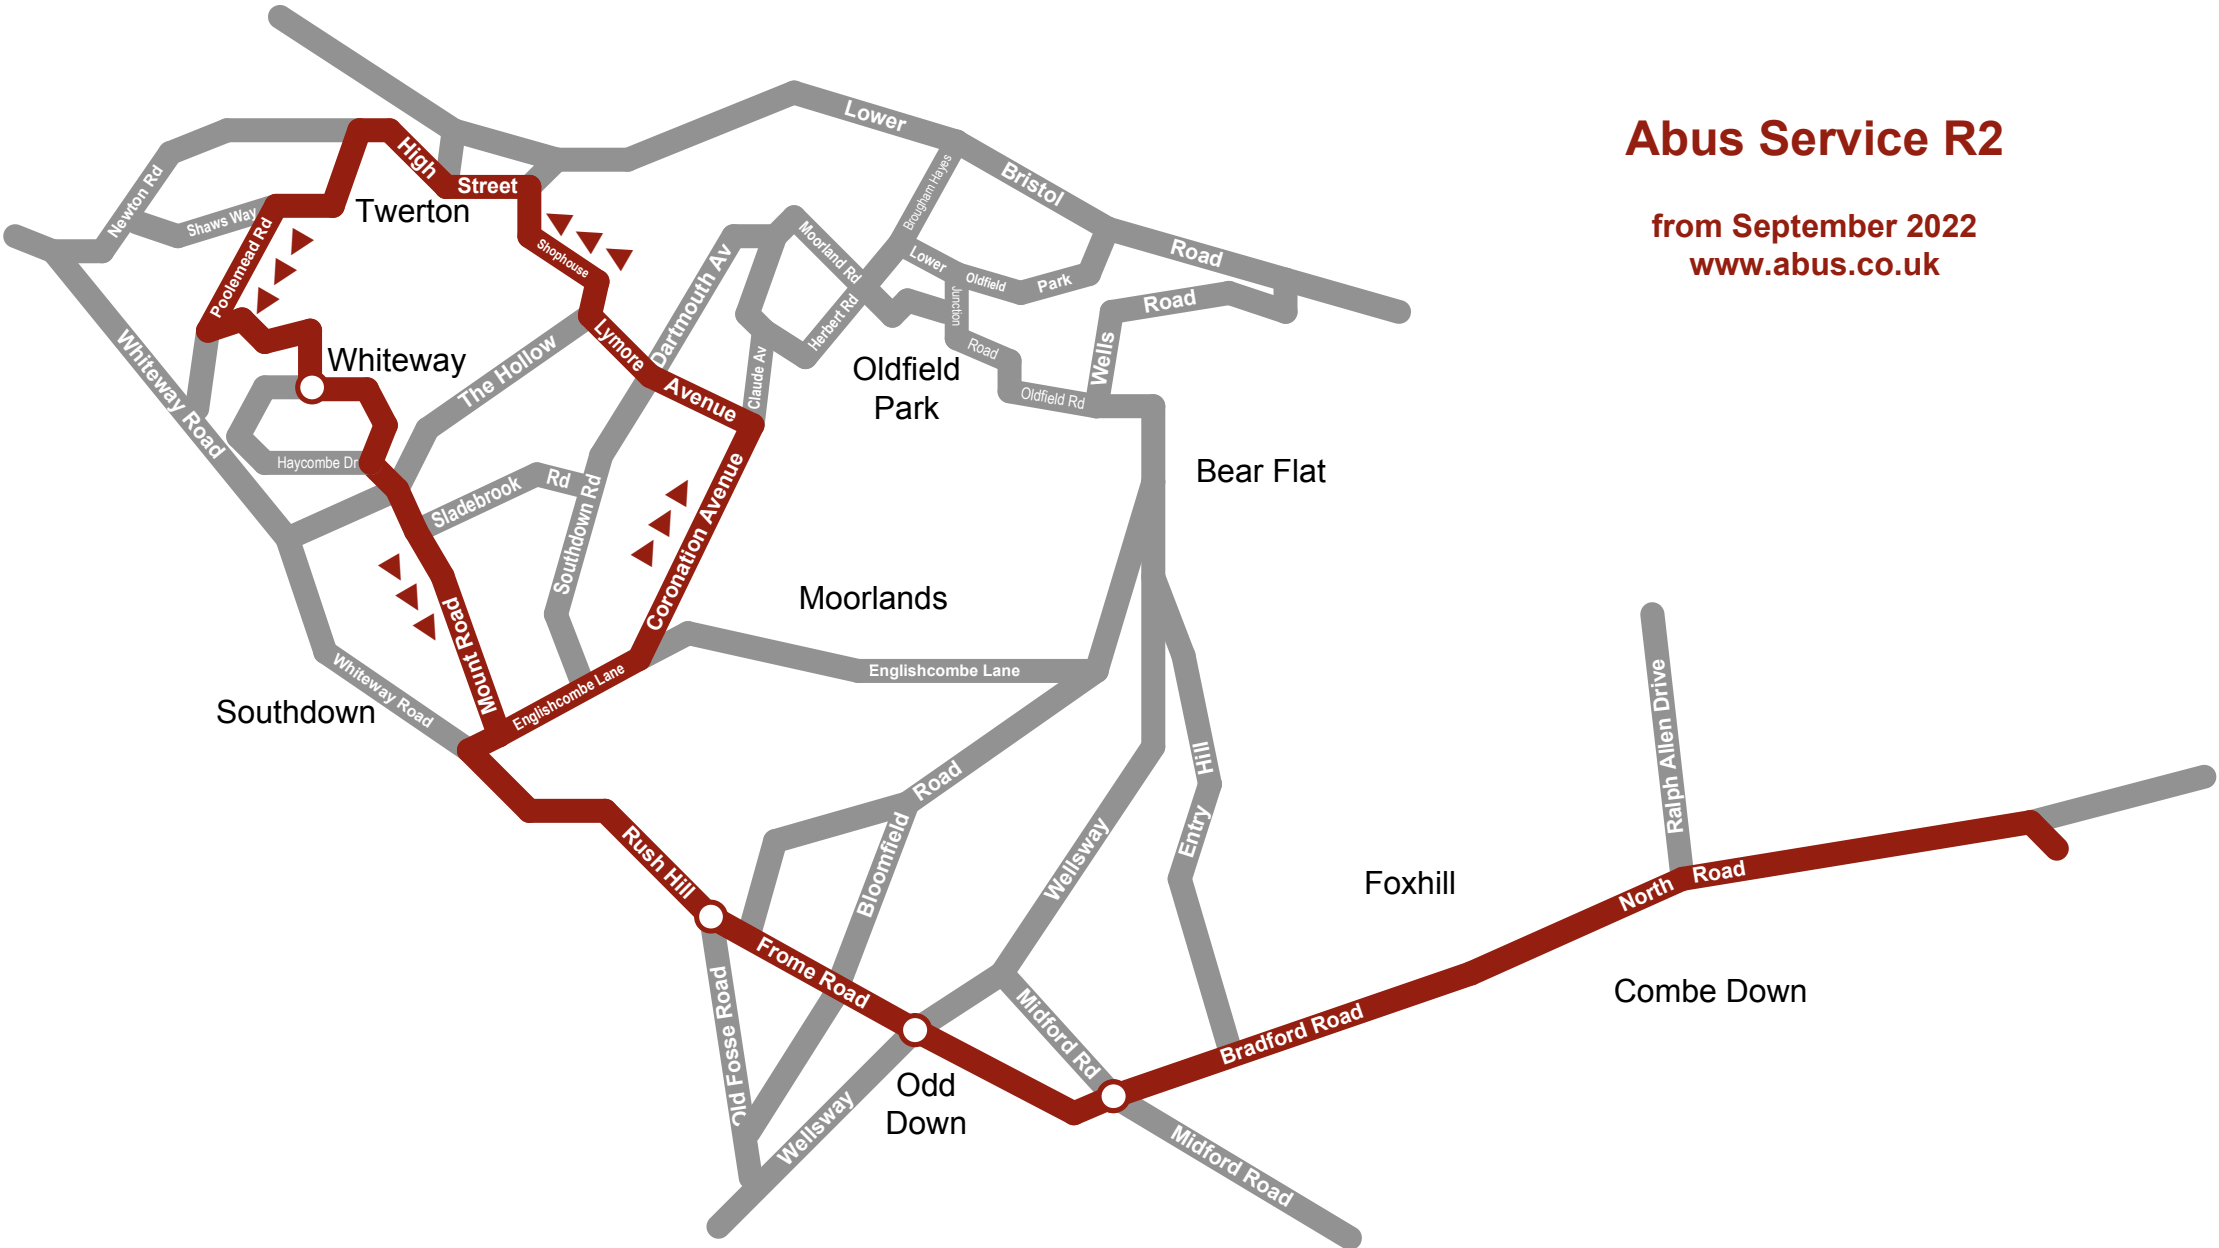 Abus Service R2
from September 2022
www.abus.co.uk
Lower
Bristol
Road
Brougham Hayes
High
Street
Newton Rd
Shaws Way
Twerton
Poolemead Rd
Shophouse
Moorland Rd
Dartmouth Av
Lower
Oldfield
Park
Junction
Road
Herbert Rd
Wells
Road
Whiteway
Whiteway Road
The Hollow
Lymore
Avenue
Claude Av
Oldfield
Park
Oldfield Rd
Haycombe Dr
Sladebrook
Rd
Southdown Rd
Coronation Avenue
Bear Flat
Moorlands
Mount Road
Englishcombe Lane
Englishcombe Lane
Whiteway Road
Southdown
Ralph Allen Drive
Road
Bloomfield
Hill
Entry
Wellsway
Rush Hill
Foxhill
North
Road
Frome Road
Old Fosse Road
Midford Rd
Bradford Road
Combe Down
Odd
Down
Wellsway
Midford Road